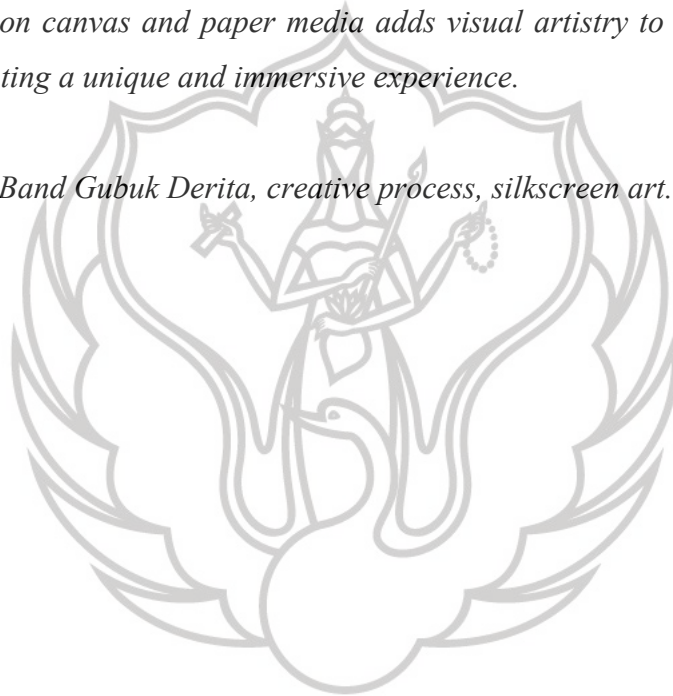 on canvas and paper media adds visual artistry to
ting a unique and immersive experience.
Band Gubuk Derita, creative process, silkscreen art.